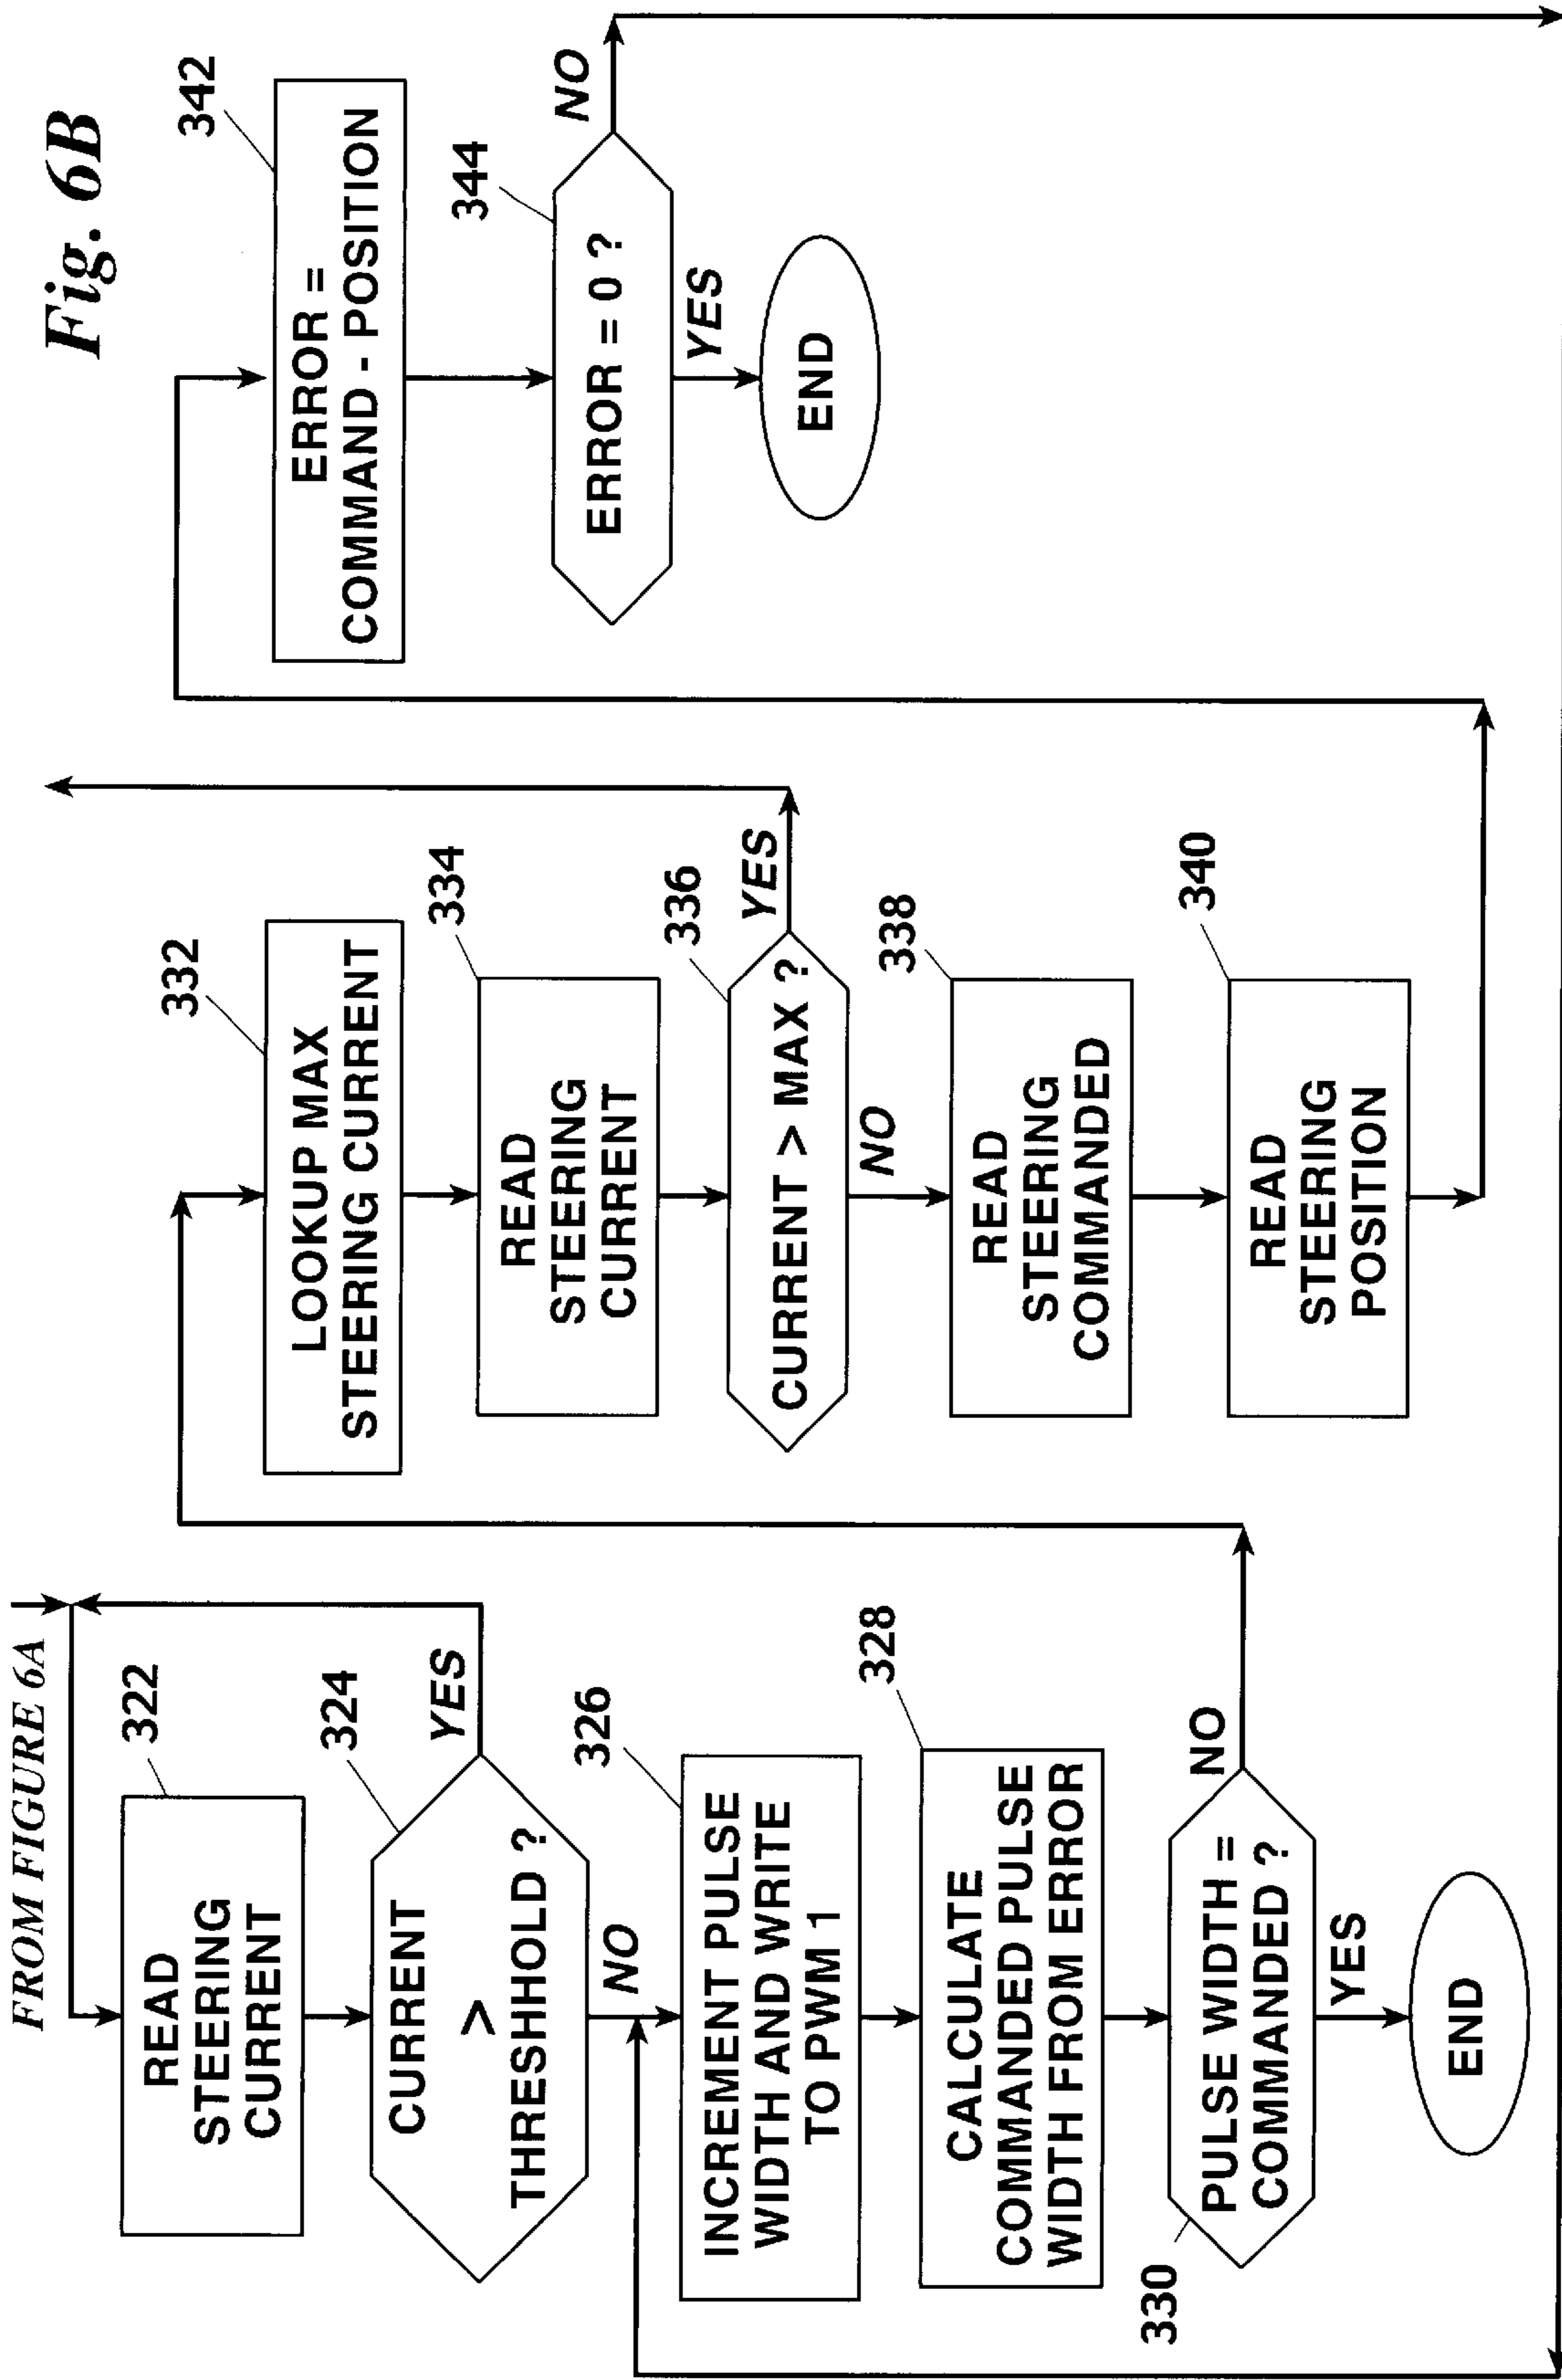 Fig. 6B
FROM FIGURE 6A
322
READ
STEERING
CURRENT
324
CURRENT
>
THRESHHOLD ?
YES
NO
326
INCREMENT PULSE
WIDTH AND WRITE
TO PWM 1
328
CALCULATE
COMMANDED PULSE
WIDTH FROM ERROR
330
PULSE WIDTH =
COMMANDED ?
NO
YES
END
332
LOOKUP MAX
STEERING CURRENT
334
READ
STEERING
CURRENT
336
CURRENT > MAX ?
YES
NO
338
READ
STEERING
COMMANDED
340
READ
STEERING
POSITION
342
ERROR =
COMMAND - POSITION
344
ERROR = 0 ?
NO
YES
END